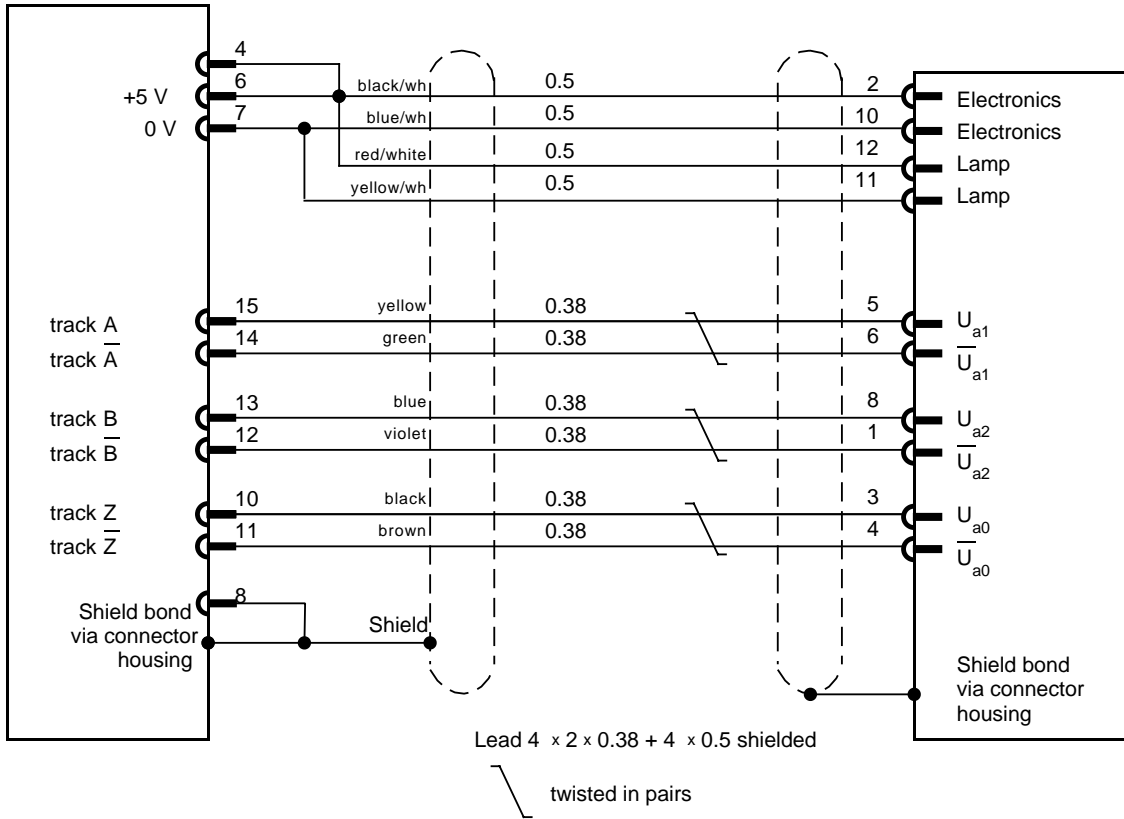 4
+5 V 6 black/wh 0.5 2 Electronics
0 V 7 blue/wh 0.5 10 Electronics
red/white 0.5 12 Lamp
yellow/wh 0.5 11 Lamp
track A 15 yellow 0.38 5 Ua1
track A̅ 14 green 0.38 6 U̅a1
track B 13 blue 0.38 8 Ua2
track B̅ 12 violet 0.38 1 U̅a2
track Z 10 black 0.38 3 Ua0
track Z̅ 11 brown 0.38 4 U̅a0
8
Shield bond
via connector
housing
Shield
Shield bond
via connector
housing
Lead 4 x 2 x 0.38 + 4 x 0.5 shielded
twisted in pairs